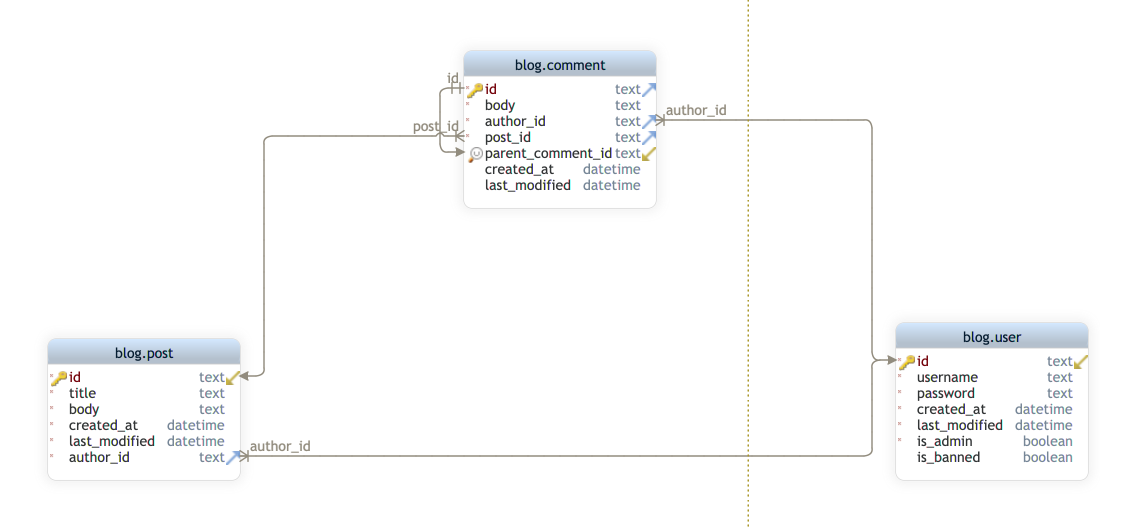 blog.comment
id
id text
body text
author_id text
author_id
post_id
post_id text
parent_comment_id text
created_at datetime
last_modified datetime
blog.post
id text
title text
body text
created_at datetime
last_modified datetime
author_id text
author_id
blog.user
id text
username text
password text
created_at datetime
last_modified datetime
is_admin boolean
is_banned boolean